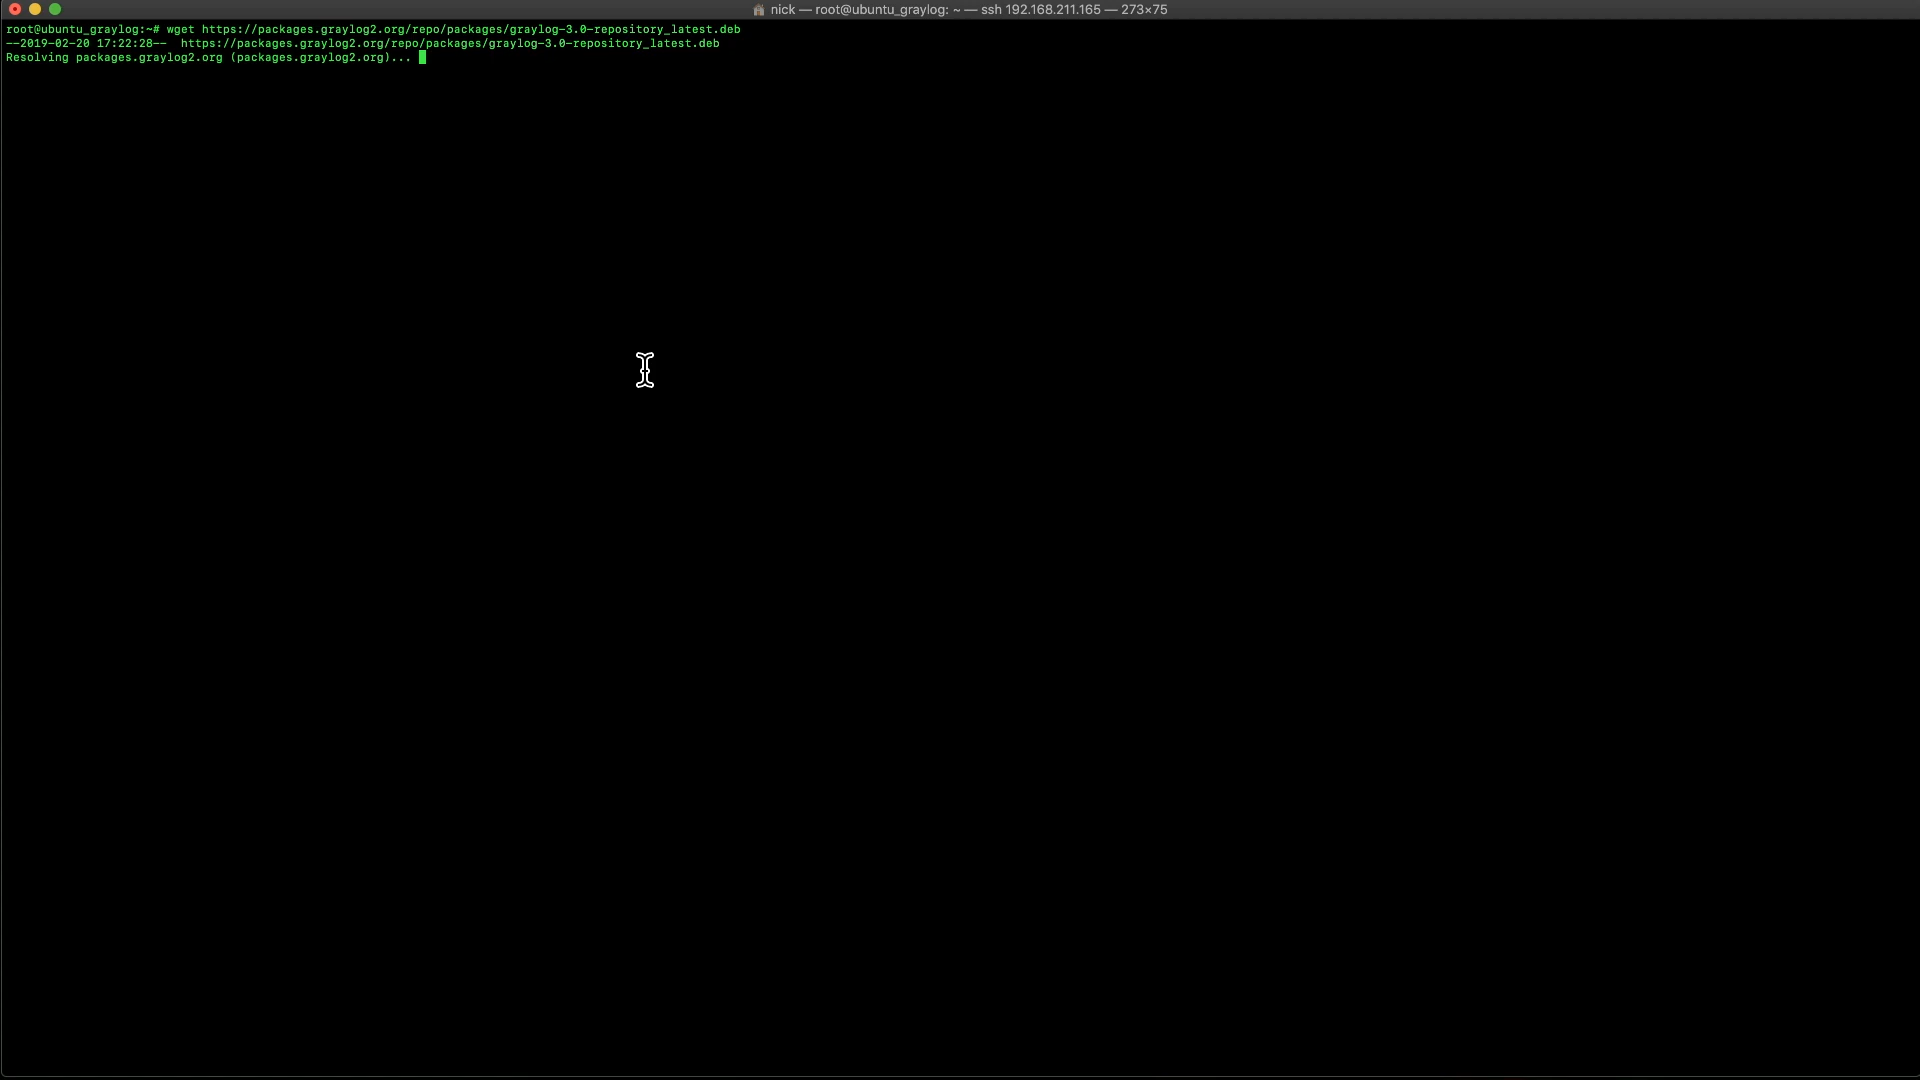 nick — root@ubuntu_graylog: ~ — ssh 192.168.211.165 — 273×75
root@ubuntu_graylog:~# wget https://packages.graylog2.org/repo/packages/graylog-3.0-repository_latest.deb
--2019-02-20 17:22:28--  https://packages.graylog2.org/repo/packages/graylog-3.0-repository_latest.deb
Resolving packages.graylog2.org (packages.graylog2.org)...